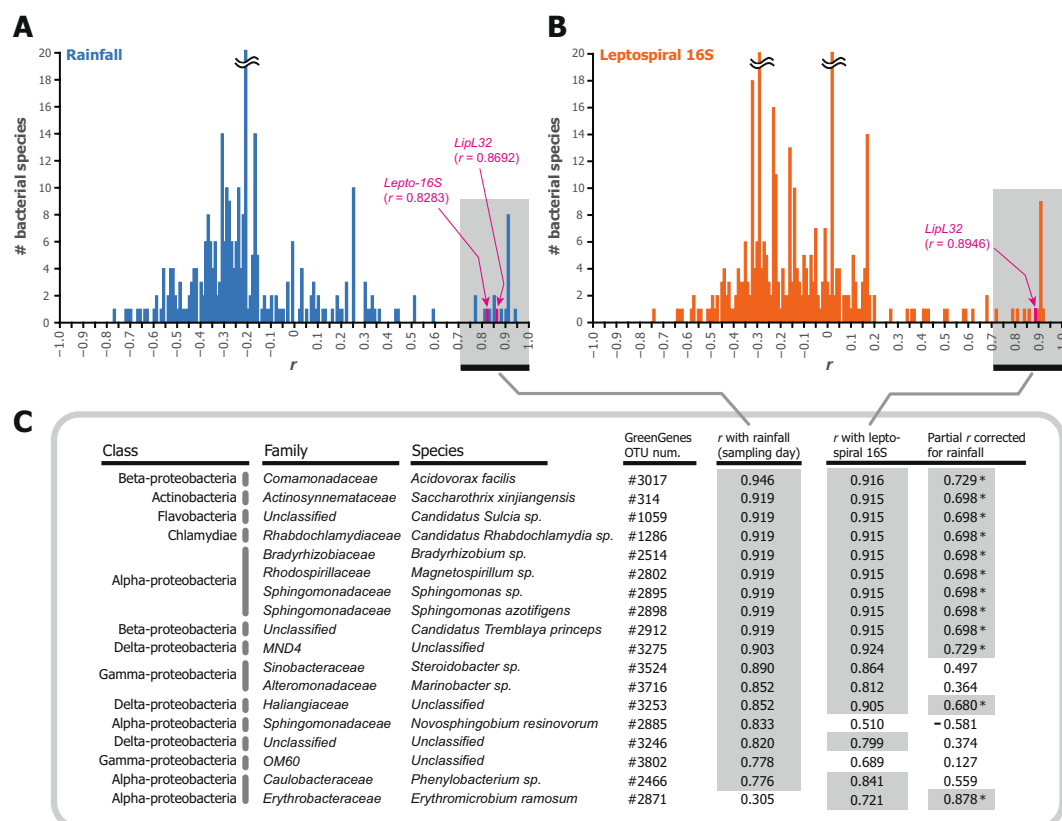 A
Rainfall
# bacterial species
20
18
16
14
12
10
8
6
4
2
0
LipL32
(r = 0.8692)
Lepto-16S
(r = 0.8283)
−1.0 −0.9 −0.8 −0.7 −0.6 −0.5 −0.4 −0.3 −0.2 −0.1 0 0.1 0.2 0.3 0.4 0.5 0.6 0.7 0.8 0.9 1.0
r
B
Leptospiral 16S
# bacterial species
20
18
16
14
12
10
8
6
4
2
0
LipL32
(r = 0.8946)
−1.0 −0.9 −0.8 −0.7 −0.6 −0.5 −0.4 −0.3 −0.2 −0.1 0 0.1 0.2 0.3 0.4 0.5 0.6 0.7 0.8 0.9 1.0
r
C
Class Family Species GreenGenes OTU num. r with rainfall (sampling day) r with lepto-spiral 16S Partial r corrected for rainfall
Beta-proteobacteria Comamonadaceae Acidovorax facilis #3017 0.946 0.916 0.729 *
Actinobacteria Actinosynnemataceae Saccharothrix xinjiangensis #314 0.919 0.915 0.698 *
Flavobacteria Unclassified Candidatus Sulcia sp. #1059 0.919 0.915 0.698 *
Chlamydiae Rhabdochlamydiaceae Candidatus Rhabdochlamydia sp. #1286 0.919 0.915 0.698 *
Alpha-proteobacteria Bradyrhizobiaceae Bradyrhizobium sp. #2514 0.919 0.915 0.698 *
Rhodospirillaceae Magnetospirillum sp. #2802 0.919 0.915 0.698 *
Sphingomonadaceae Sphingomonas sp. #2895 0.919 0.915 0.698 *
Sphingomonadaceae Sphingomonas azotifigens #2898 0.919 0.915 0.698 *
Beta-proteobacteria Unclassified Candidatus Tremblaya princeps #2912 0.919 0.915 0.698 *
Delta-proteobacteria MND4 Unclassified #3275 0.903 0.924 0.729 *
Gamma-proteobacteria Sinobacteraceae Steroidobacter sp. #3524 0.890 0.864 0.497
Alteromonadaceae Marinobacter sp. #3716 0.852 0.812 0.364
Delta-proteobacteria Haliangiaceae Unclassified #3253 0.852 0.905 0.680 *
Alpha-proteobacteria Sphingomonadaceae Novosphingobium resinovorum #2885 0.833 0.510 −0.581
Delta-proteobacteria Unclassified Unclassified #3246 0.820 0.799 0.374
Gamma-proteobacteria OM60 Unclassified #3802 0.778 0.689 0.127
Alpha-proteobacteria Caulobacteraceae Phenylobacterium sp. #2466 0.776 0.841 0.559
Alpha-proteobacteria Erythrobacteraceae Erythromicrobium ramosum #2871 0.305 0.721 0.878 *